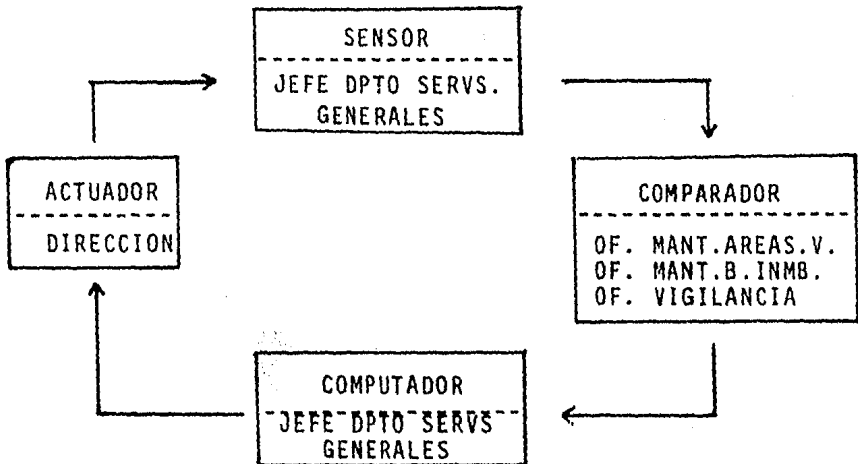 SENSOR
JEFE DPTO SERVS.
GENERALES
ACTUADOR
DIRECCION
COMPARADOR
OF. MANT.AREAS.V.
OF. MANT.B.INMB.
OF. VIGILANCIA
COMPUTADOR
JEFE DPTO SERVS
GENERALES